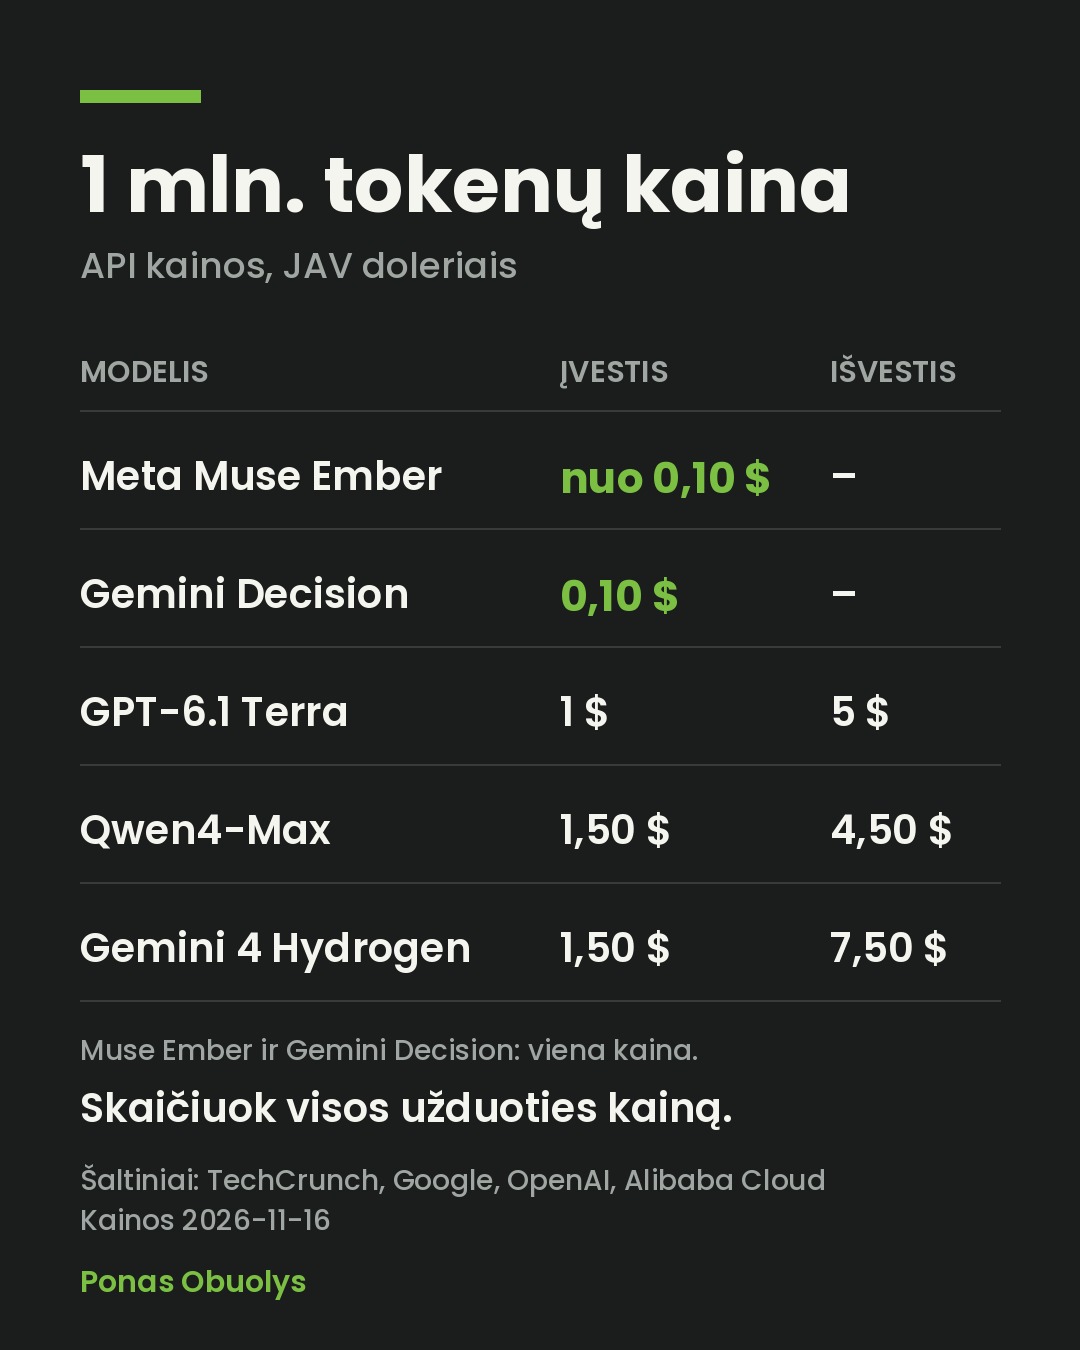 1 mln. tokenų kaina
API kainos, JAV doleriais
MODELIS ĮVESTIS IŠVESTIS
Meta Muse Ember nuo 0,10 $ –
Gemini Decision 0,10 $ –
GPT-6.1 Terra 1 $ 5 $
Qwen4-Max 1,50 $ 4,50 $
Gemini 4 Hydrogen 1,50 $ 7,50 $
Muse Ember ir Gemini Decision: viena kaina.
Skaičiuok visos užduoties kainą.
Šaltiniai: TechCrunch, Google, OpenAI, Alibaba Cloud
Kainos 2026-11-16
Ponas Obuolys